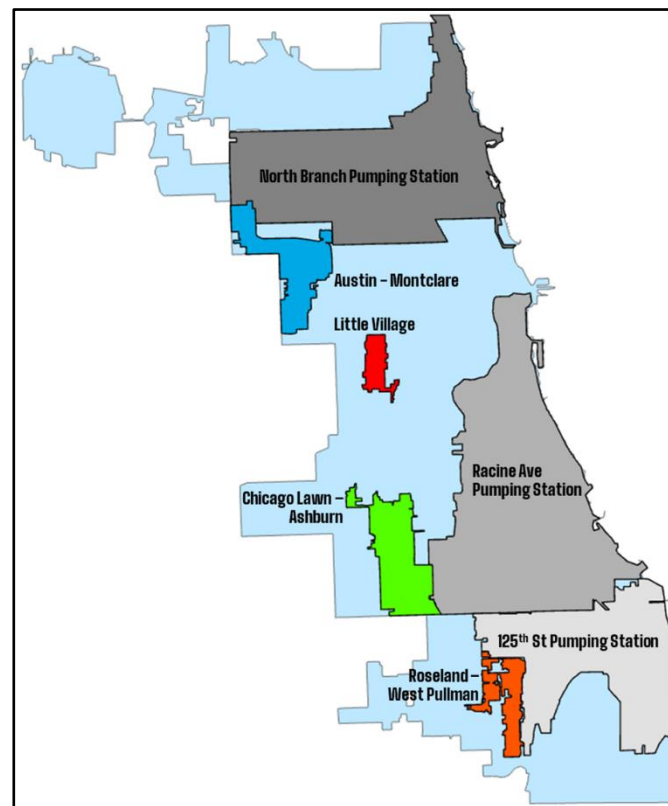 North Branch Pumping Station
Austin – Montclare
Little Village
Racine Ave
Pumping Station
Chicago Lawn –
Ashburn
125th St Pumping Station
Roseland –
West Pullman